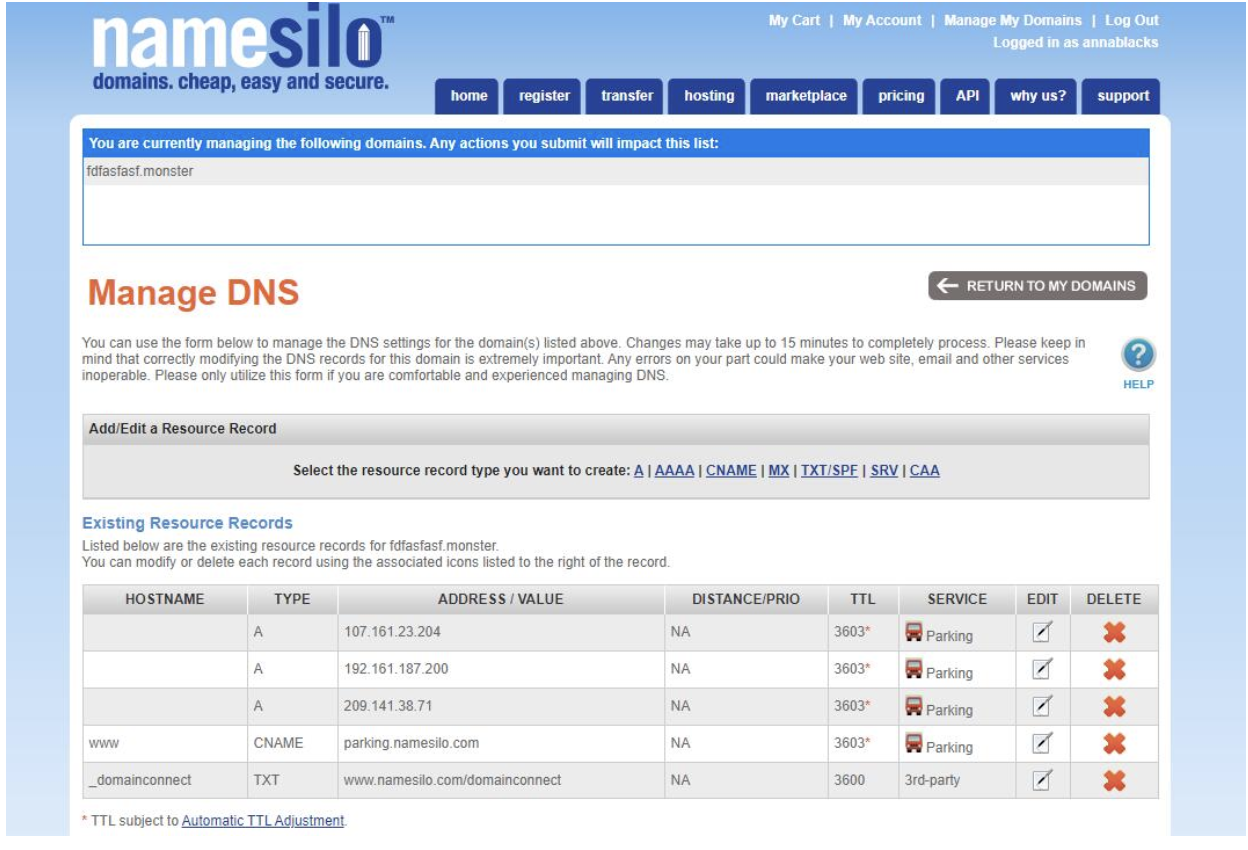 namesilo™
domains. cheap, easy and secure.
My Cart | My Account | Manage My Domains | Log Out
Logged in as annablacks
home register transfer hosting marketplace pricing API why us? support
You are currently managing the following domains. Any actions you submit will impact this list:
fdfasfasf.monster
Manage DNS
RETURN TO MY DOMAINS
You can use the form below to manage the DNS settings for the domain(s) listed above. Changes may take up to 15 minutes to completely process. Please keep in
mind that correctly modifying the DNS records for this domain is extremely important. Any errors on your part could make your web site, email and other services
inoperable. Please only utilize this form if you are comfortable and experienced managing DNS.
?
HELP
Add/Edit a Resource Record
Select the resource record type you want to create: A | AAAA | CNAME | MX | TXT/SPF | SRV | CAA
Existing Resource Records
Listed below are the existing resource records for fdfasfasf.monster.
You can modify or delete each record using the associated icons listed to the right of the record.
HOSTNAME TYPE ADDRESS / VALUE DISTANCE/PRIO TTL SERVICE EDIT DELETE
A 107.161.23.204 NA 3603* Parking
A 192.161.187.200 NA 3603* Parking
A 209.141.38.71 NA 3603* Parking
www CNAME parking.namesilo.com NA 3603* Parking
_domainconnect TXT www.namesilo.com/domainconnect NA 3600 3rd-party
* TTL subject to Automatic TTL Adjustment.